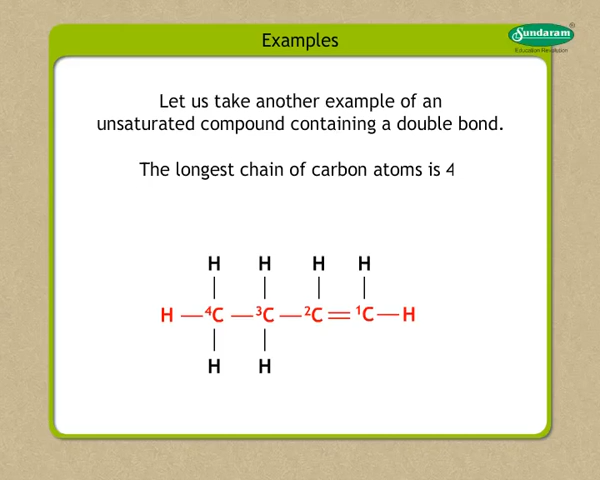 Examples
Sundaram®
Education Revolution
Let us take another example of an
unsaturated compound containing a double bond.
The longest chain of carbon atoms is 4
H H H H
H — ⁴C — ³C — ²C = ¹C — H
H H